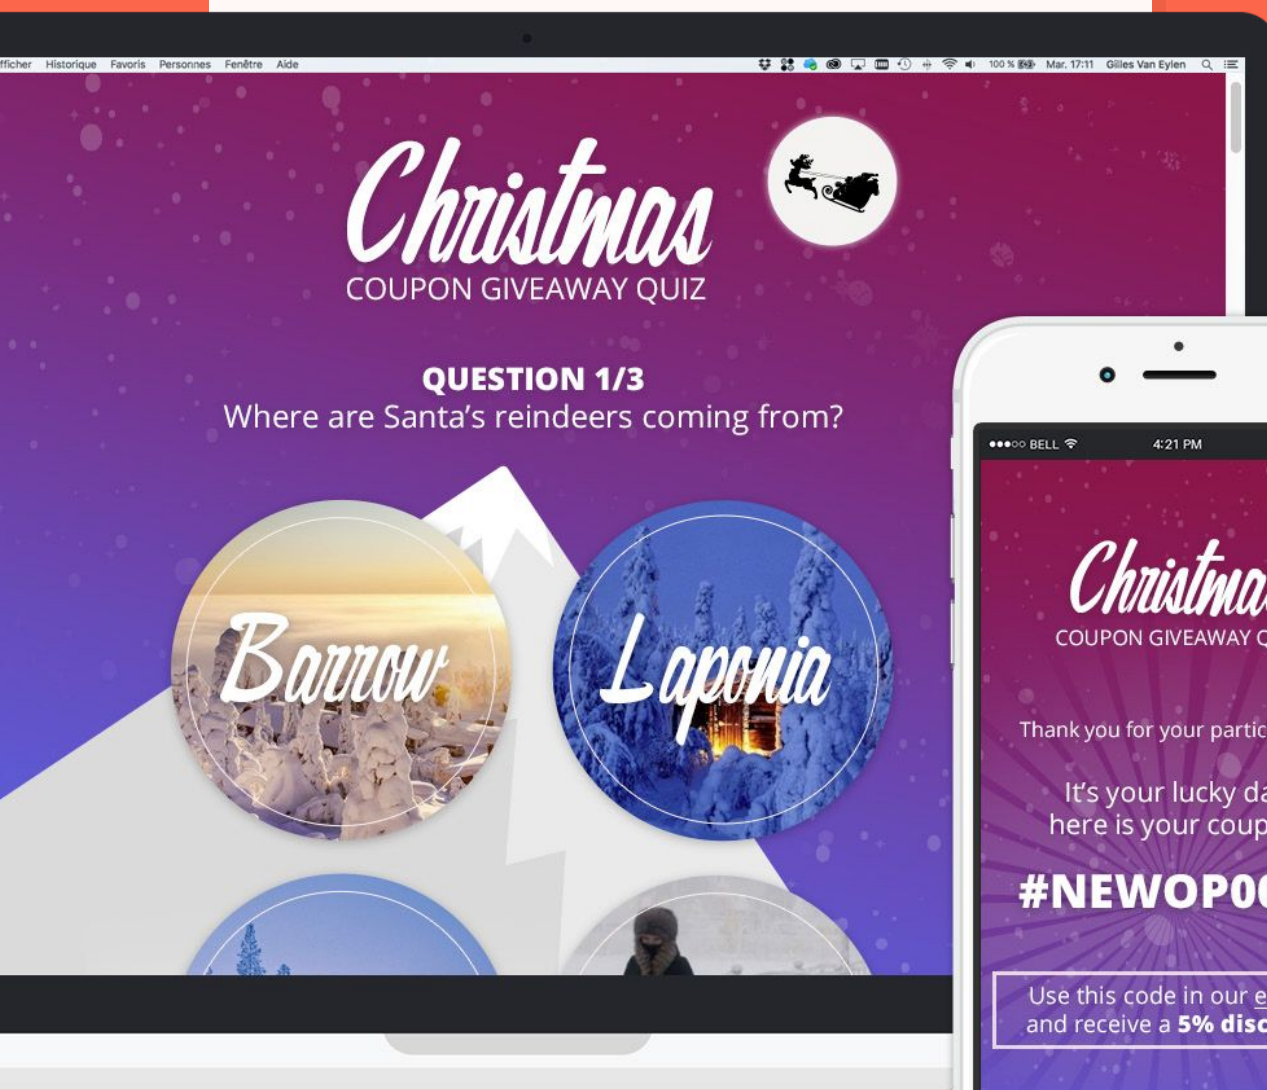 fficher Historique Favoris Personnes Fenêtre Aide 100 % Mar. 17:11 Gilles Van Eylen
Christmas
COUPON GIVEAWAY QUIZ
QUESTION 1/3
Where are Santa's reindeers coming from?
Barrow
Laponia
BELL 4:21 PM
Christma
COUPON GIVEAWAY Q
Thank you for your partic
It's your lucky da
here is your coup
#NEWOP00
Use this code in our e
and receive a 5% disc